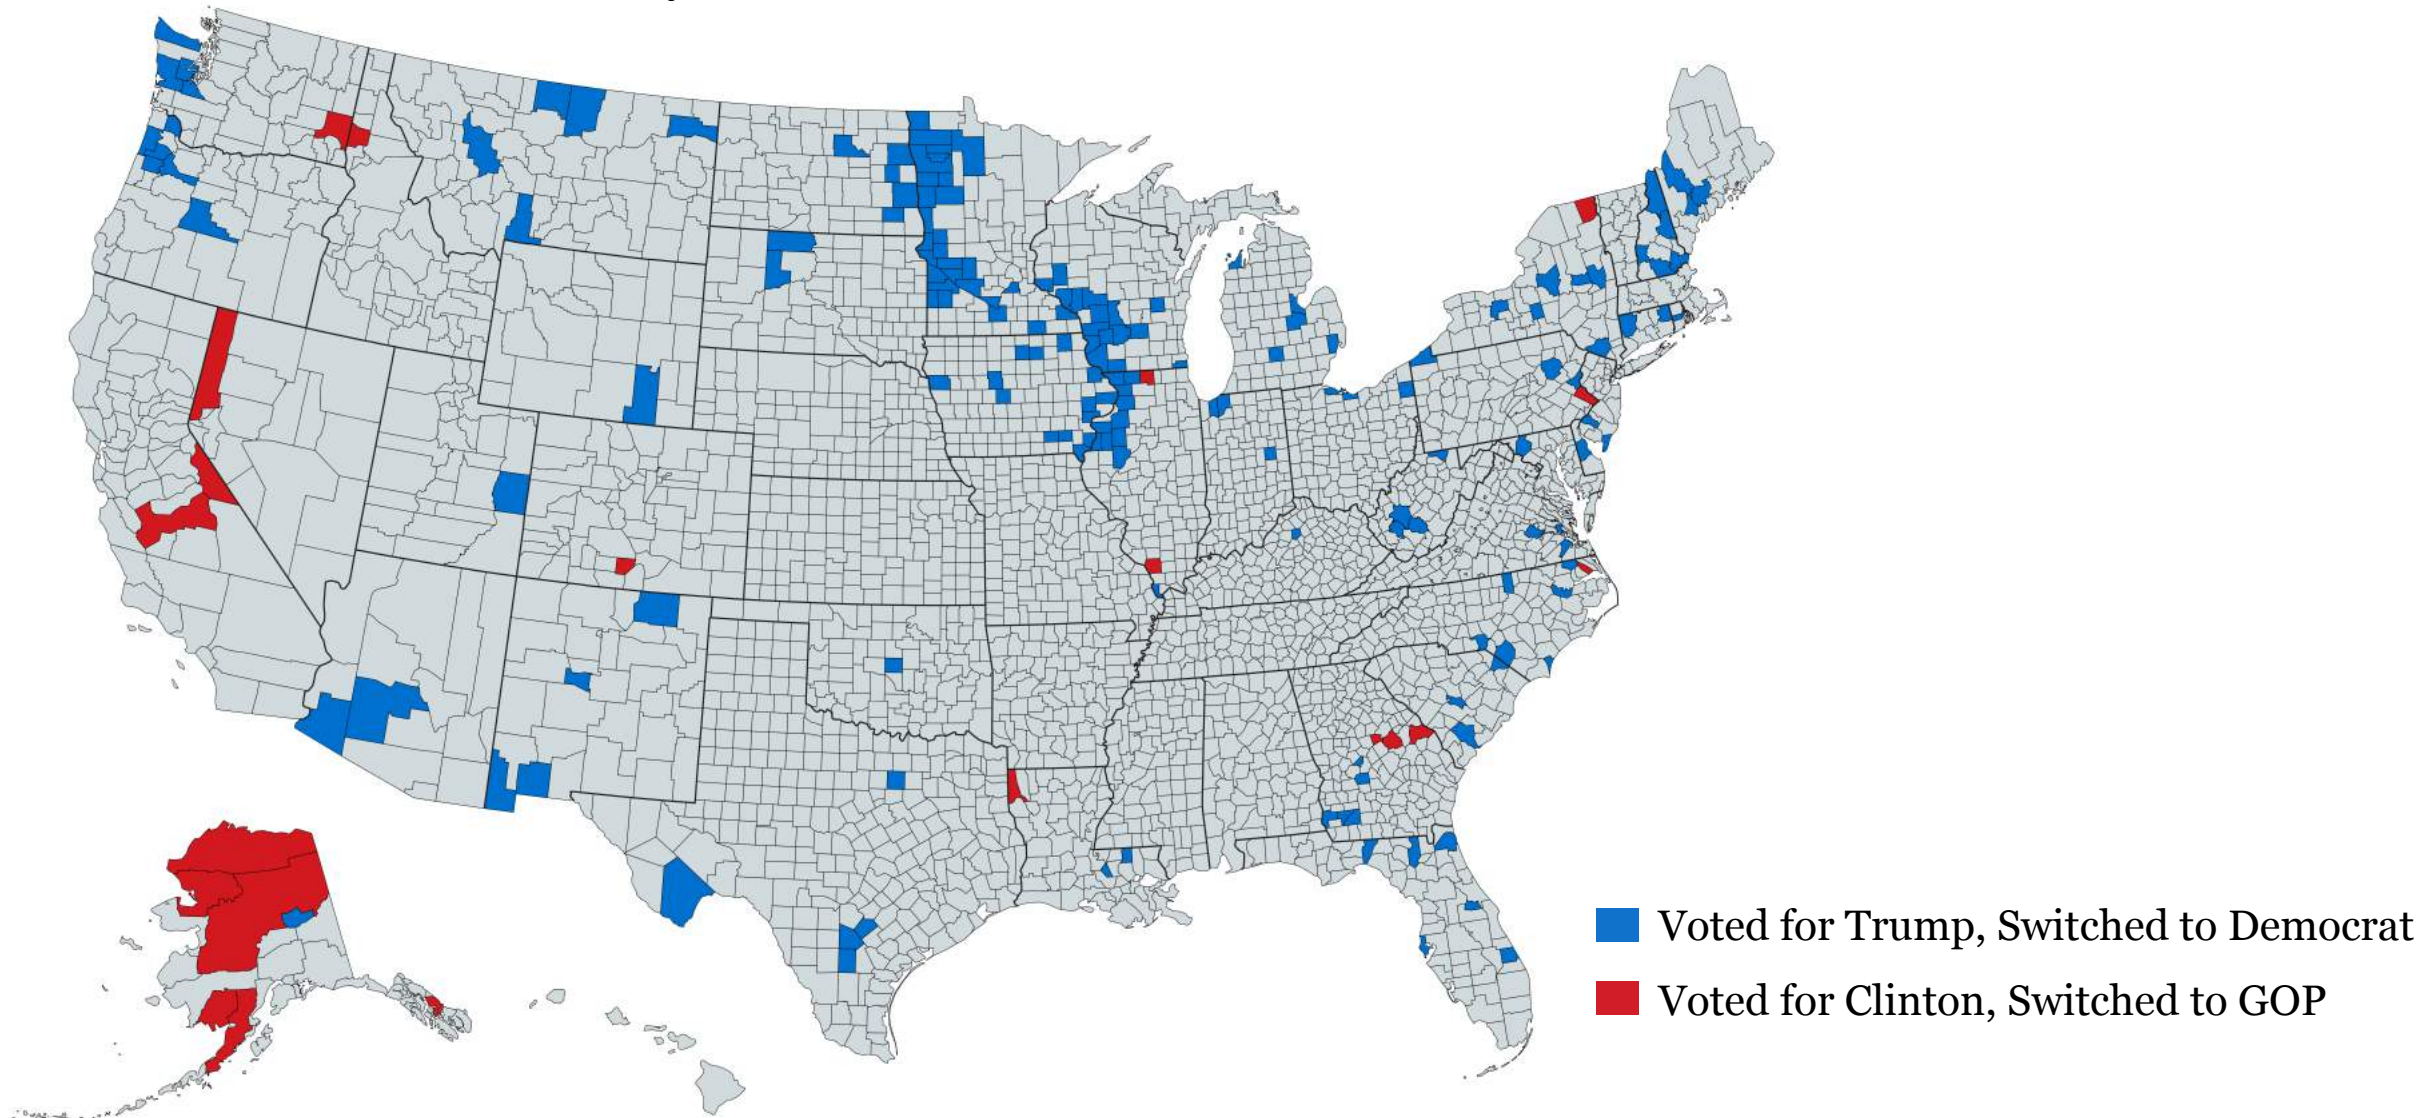 Voted for Trump, Switched to Democrat
Voted for Clinton, Switched to GOP